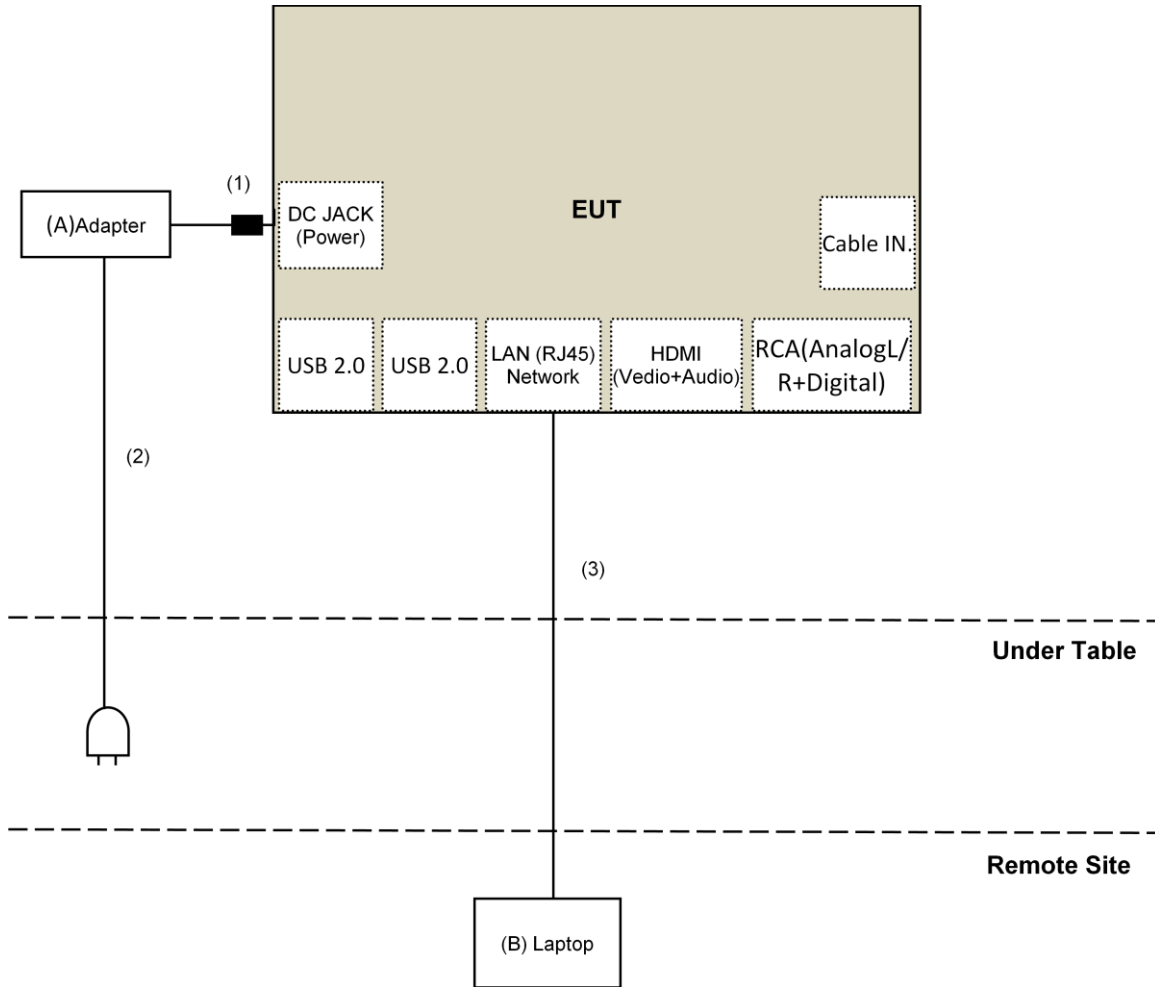 (1)
(A)Adapter
DC JACK
(Power)
EUT
Cable IN.
USB 2.0
USB 2.0
LAN (RJ45)
Network
HDMI
(Vedio+Audio)
RCA(AnalogL/
R+Digital)
(2)
(3)
Under Table
Remote Site
(B) Laptop